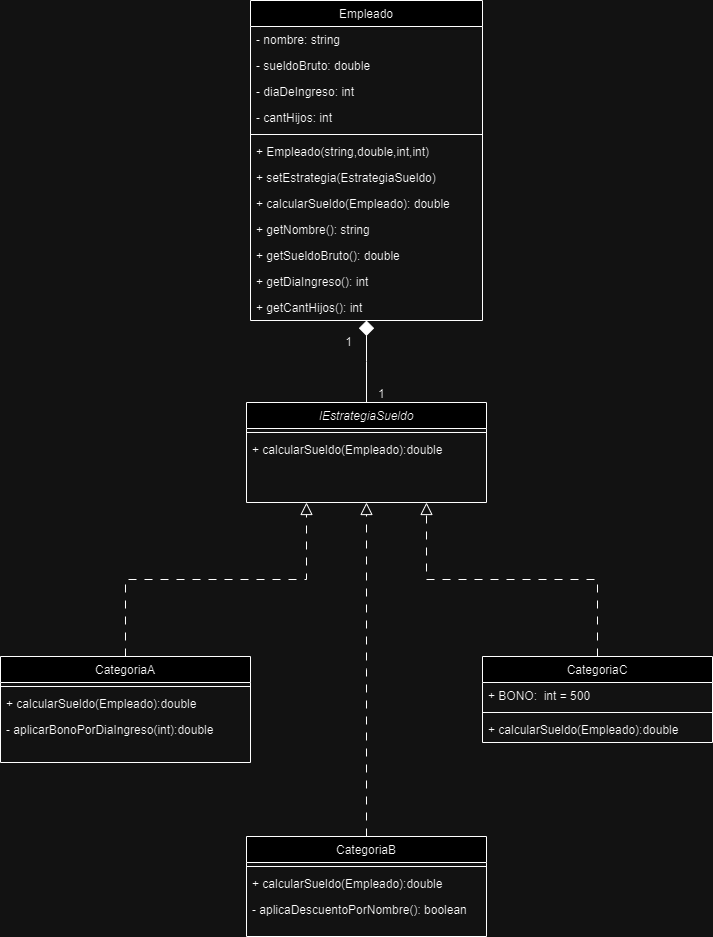 Empleado
- nombre: string
- sueldoBruto: double
- diaDeIngreso: int
- cantHijos: int
+ Empleado(string,double,int,int)
+ setEstrategia(EstrategiaSueldo)
+ calcularSueldo(Empleado): double
+ getNombre(): string
+ getSueldoBruto(): double
+ getDiaIngreso(): int
+ getCantHijos(): int
1
1
IEstrategiaSueldo
+ calcularSueldo(Empleado):double
CategoriaA
+ calcularSueldo(Empleado):double
- aplicarBonoPorDiaIngreso(int):double
CategoriaC
+ BONO:  int = 500
+ calcularSueldo(Empleado):double
CategoriaB
+ calcularSueldo(Empleado):double
- aplicaDescuentoPorNombre(): boolean